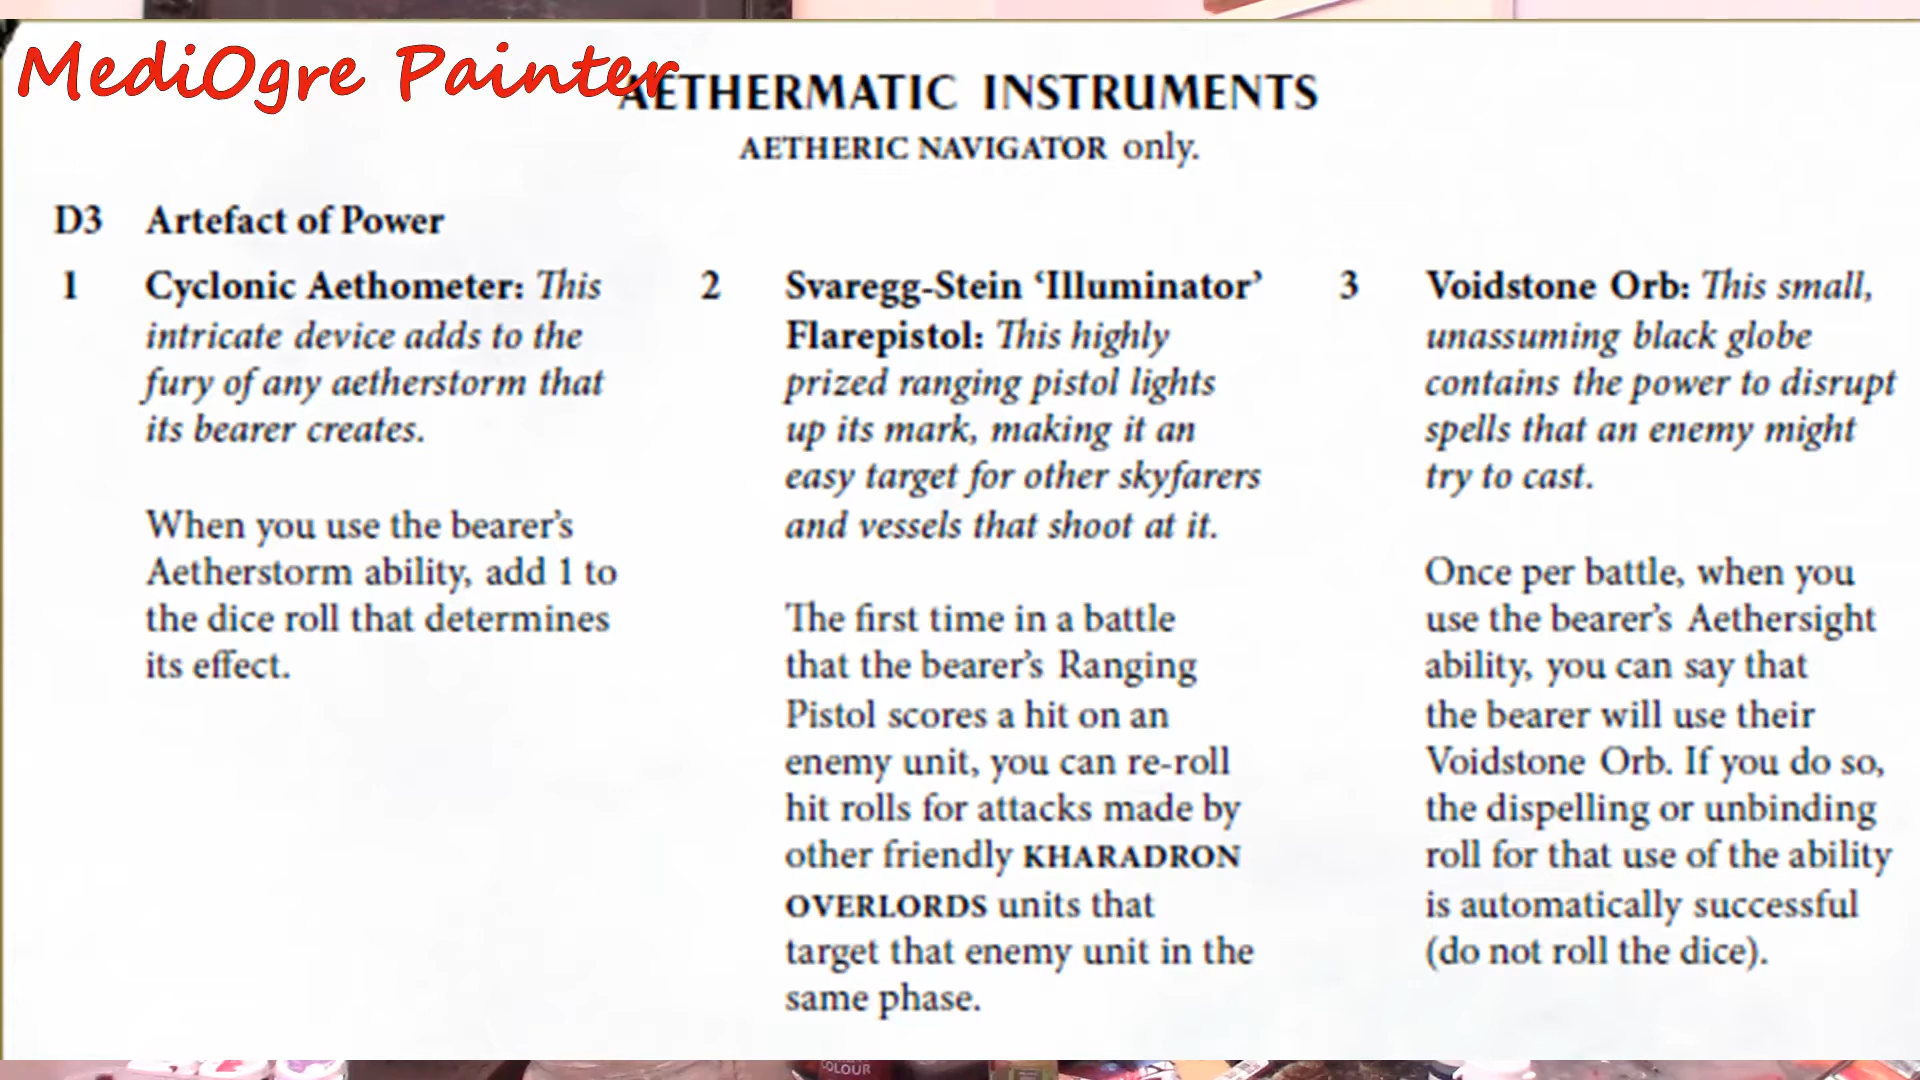 MediOgre Painter
AETHERMATIC INSTRUMENTS
AETHERIC NAVIGATOR only.
D3 Artefact of Power
1 Cyclonic Aethometer: This
intricate device adds to the
fury of any aetherstorm that
its bearer creates.
When you use the bearer's
Aetherstorm ability, add 1 to
the dice roll that determines
its effect.
2 Svaregg-Stein ‘Illuminator’
Flarepistol: This highly
prized ranging pistol lights
up its mark, making it an
easy target for other skyfarers
and vessels that shoot at it.
The first time in a battle
that the bearer's Ranging
Pistol scores a hit on an
enemy unit, you can re-roll
hit rolls for attacks made by
other friendly KHARADRON
OVERLORDS units that
target that enemy unit in the
same phase.
3 Voidstone Orb: This small,
unassuming black globe
contains the power to disrupt
spells that an enemy might
try to cast.
Once per battle, when you
use the bearer's Aethersight
ability, you can say that
the bearer will use their
Voidstone Orb. If you do so,
the dispelling or unbinding
roll for that use of the ability
is automatically successful
(do not roll the dice).
COLOUR